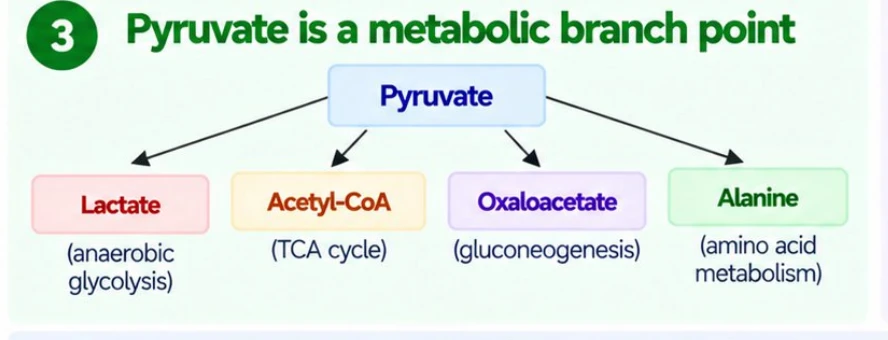 3 Pyruvate is a metabolic branch point
Pyruvate
Lactate
(anaerobic
glycolysis)
Acetyl-CoA
(TCA cycle)
Oxaloacetate
(gluconeogenesis)
Alanine
(amino acid
metabolism)